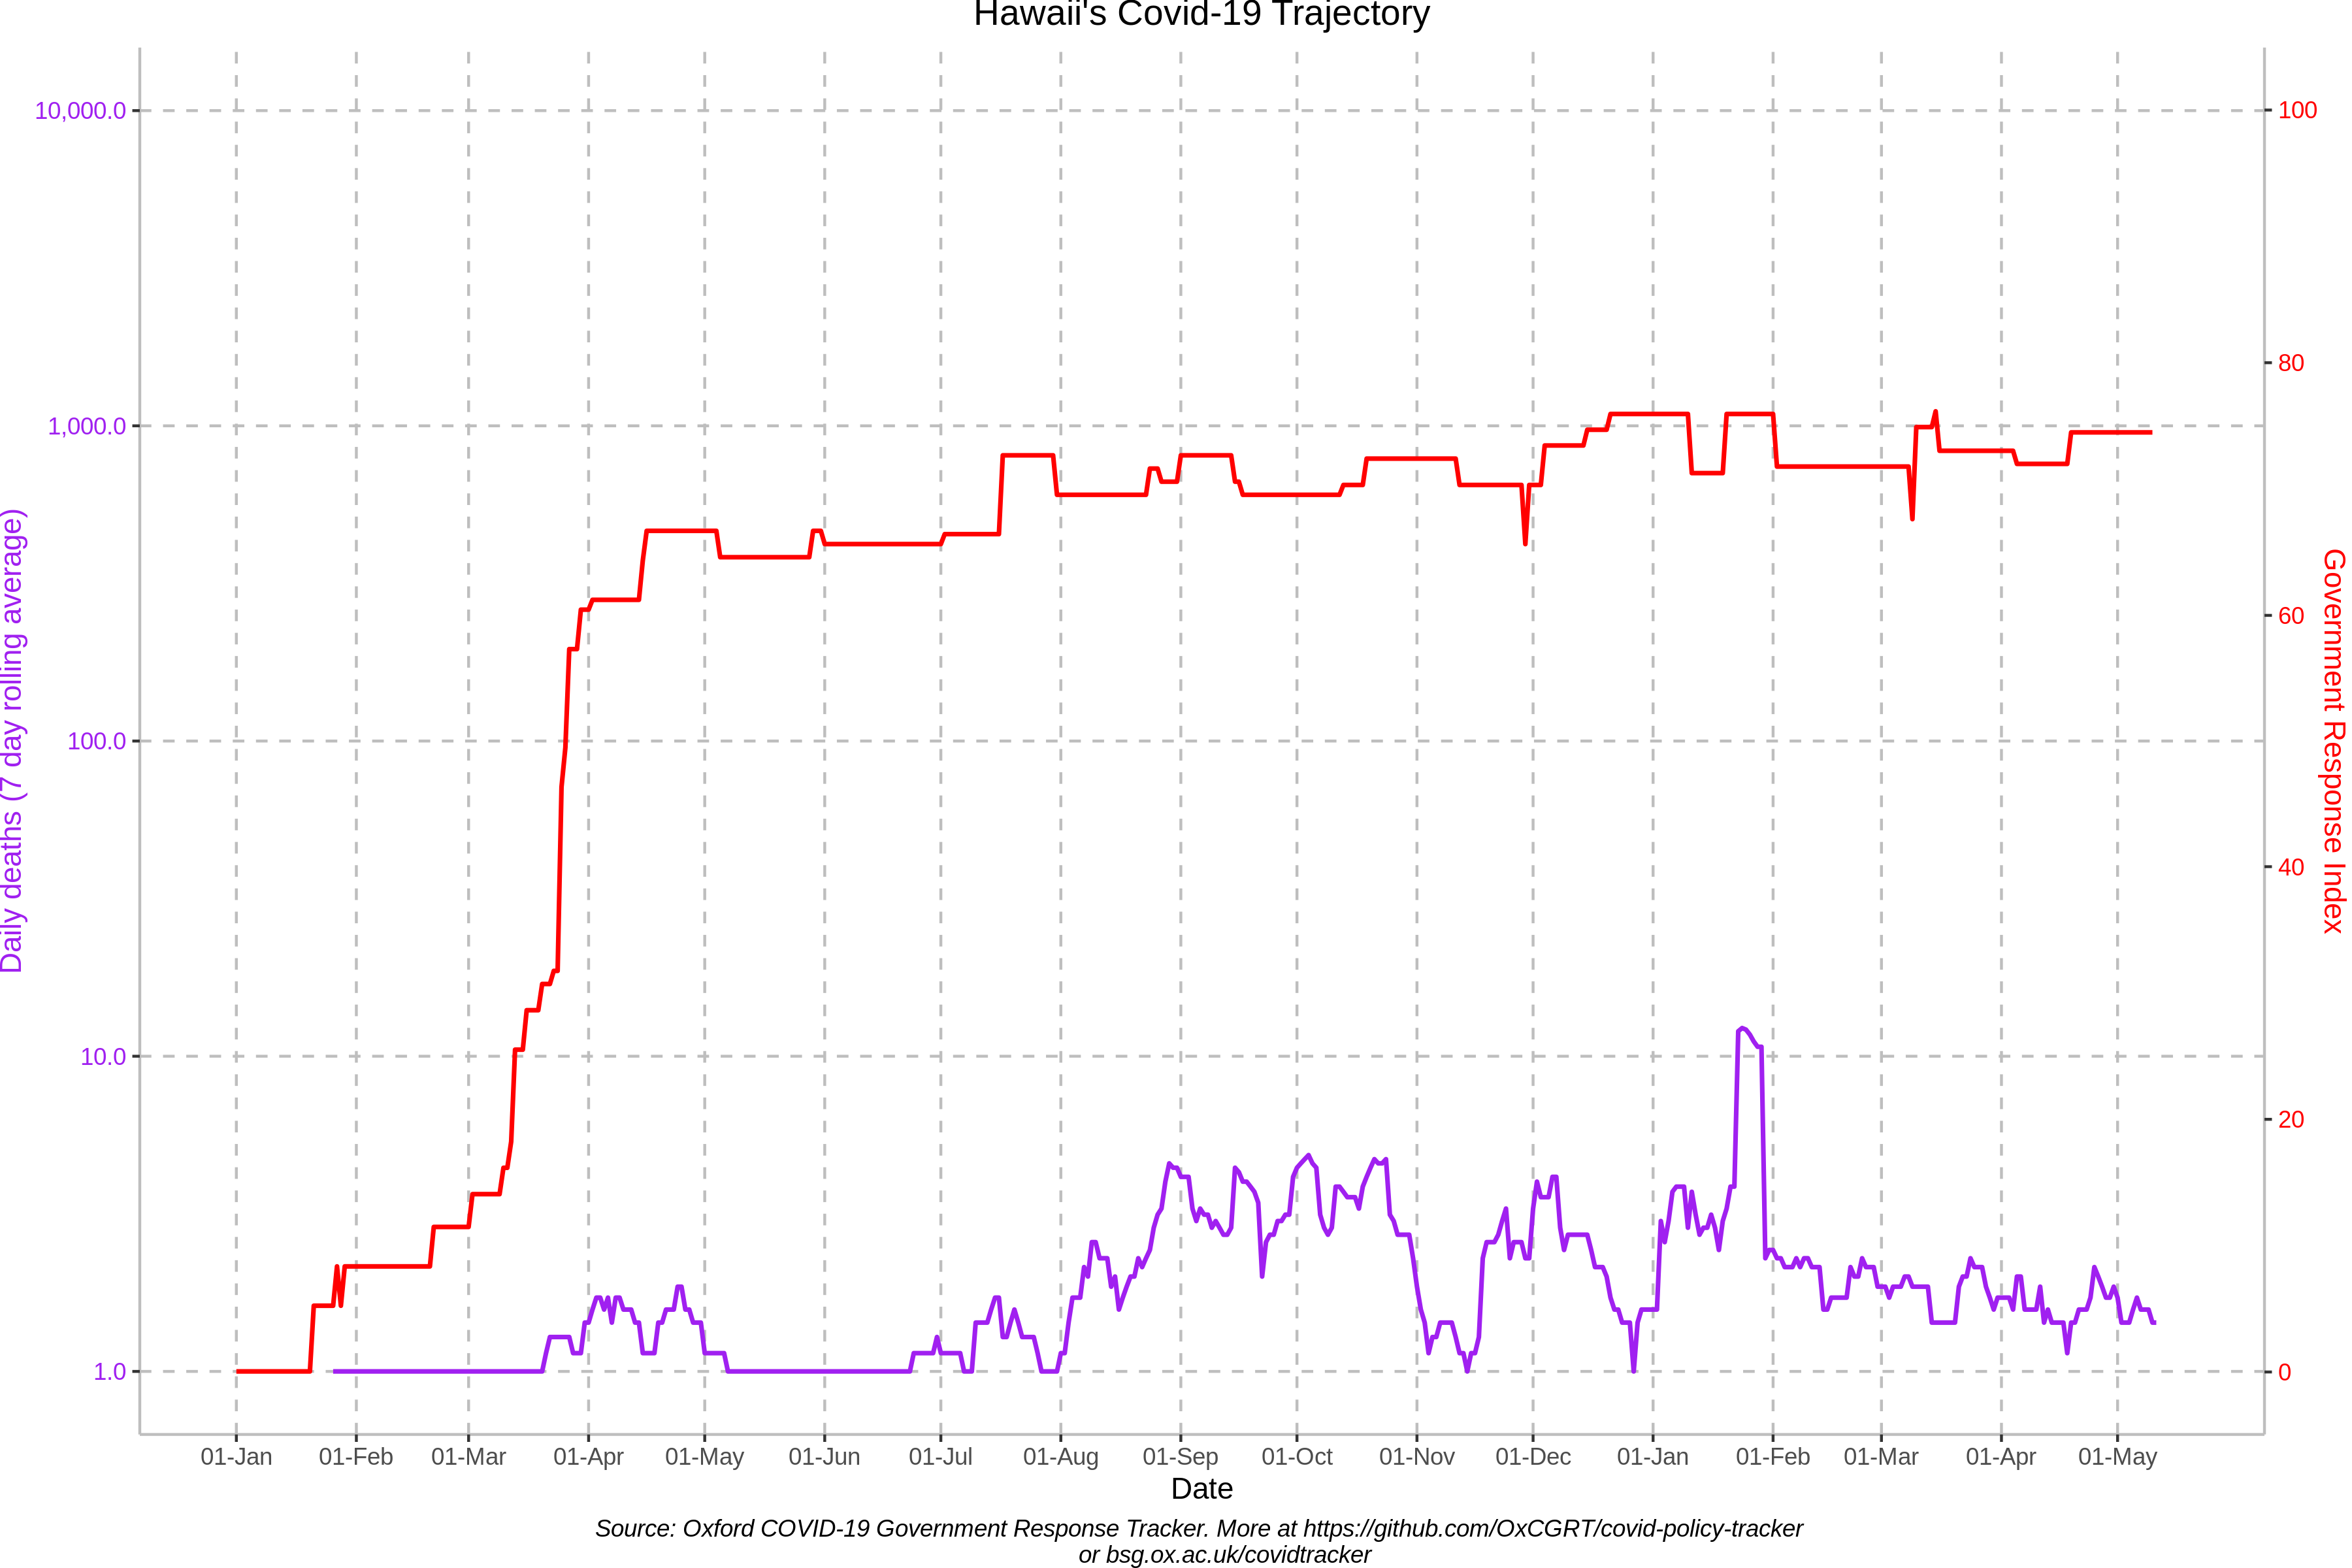 Hawaii's Covid-19 Trajectory
10,000.0
1,000.0
100.0
10.0
1.0
Daily deaths (7 day rolling average)
100
80
60
40
20
0
Government Response Index
01-Jan 01-Feb 01-Mar 01-Apr 01-May 01-Jun 01-Jul 01-Aug 01-Sep 01-Oct 01-Nov 01-Dec 01-Jan 01-Feb 01-Mar 01-Apr 01-May
Date
Source: Oxford COVID-19 Government Response Tracker. More at https://github.com/OxCGRT/covid-policy-tracker
or bsg.ox.ac.uk/covidtracker